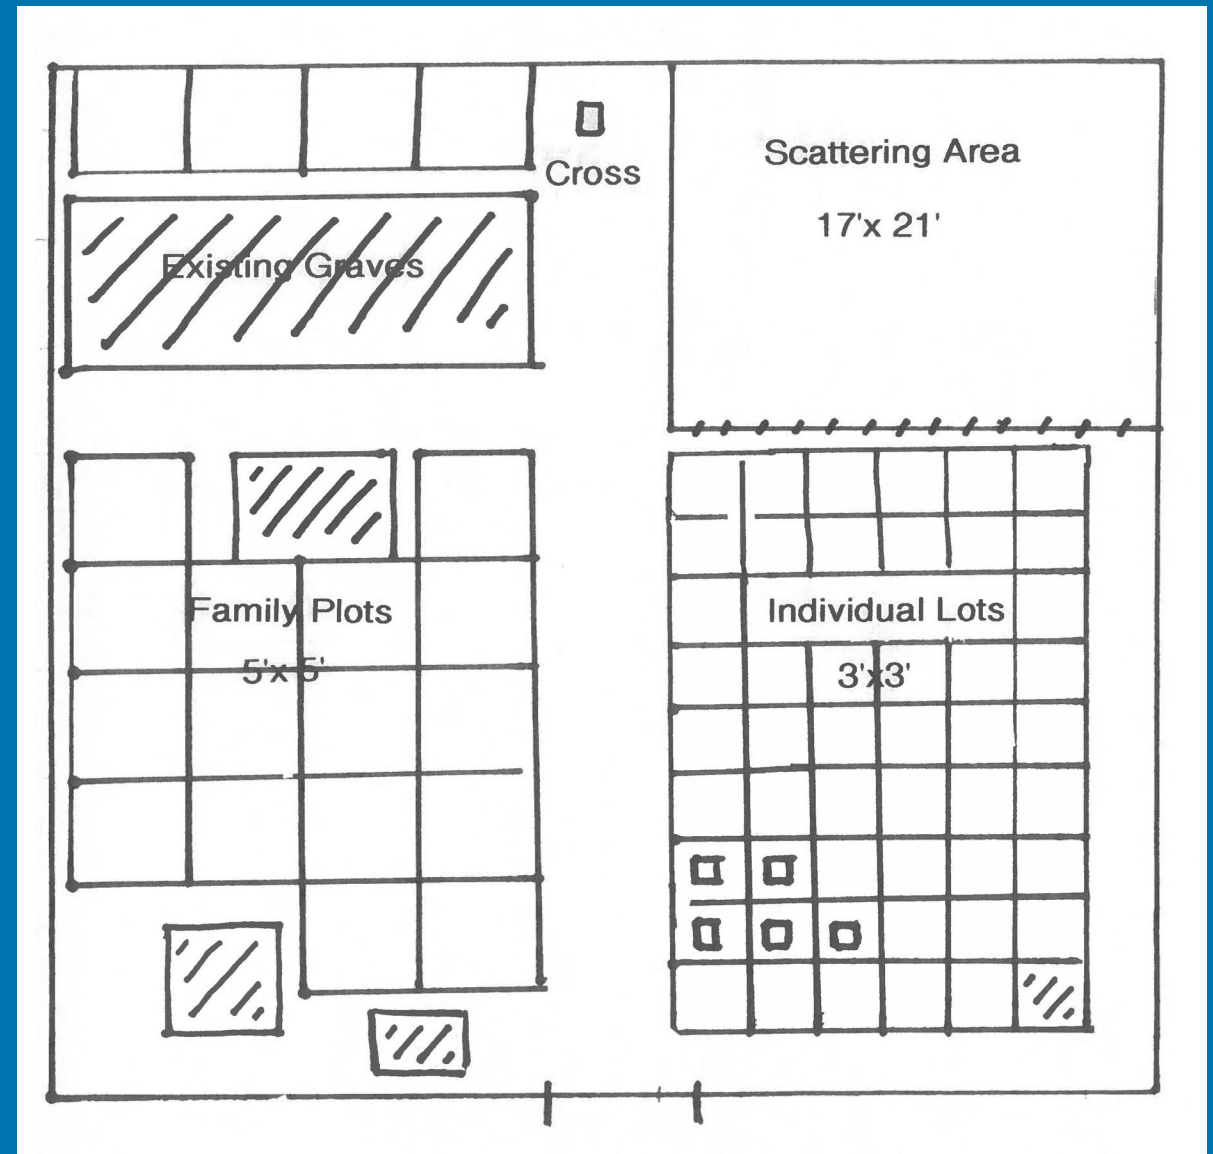 Scattering Area
17'x 21'
Cross
Existing Graves
Family Plots
5'x 5'
Individual Lots
3'x3'